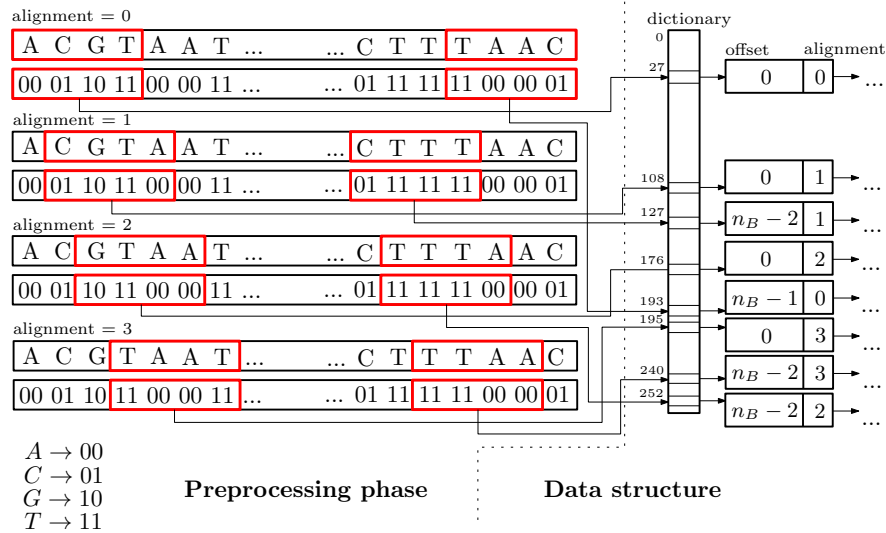 alignment = 0
A C G T A A T ... ... C T T T A A C
00 01 10 11 00 00 11 ... ... 01 11 11 11 00 00 01
alignment = 1
A C G T A A T ... ... C T T T A A C
00 01 10 11 00 00 11 ... ... 01 11 11 11 00 00 01
alignment = 2
A C G T A A T ... ... C T T T A A C
00 01 10 11 00 00 11 ... ... 01 11 11 11 00 00 01
alignment = 3
A C G T A A T ... ... C T T T A A C
00 01 10 11 00 00 11 ... ... 01 11 11 11 00 00 01
A → 00
C → 01
G → 10
T → 11
Preprocessing phase
dictionary
0
27
108
127
176
193
195
240
252
offset alignment
0 0 ...
0 1 ...
n_B − 2 1 ...
0 2 ...
n_B − 1 0 ...
0 3 ...
n_B − 2 3 ...
n_B − 2 2 ...
Data structure